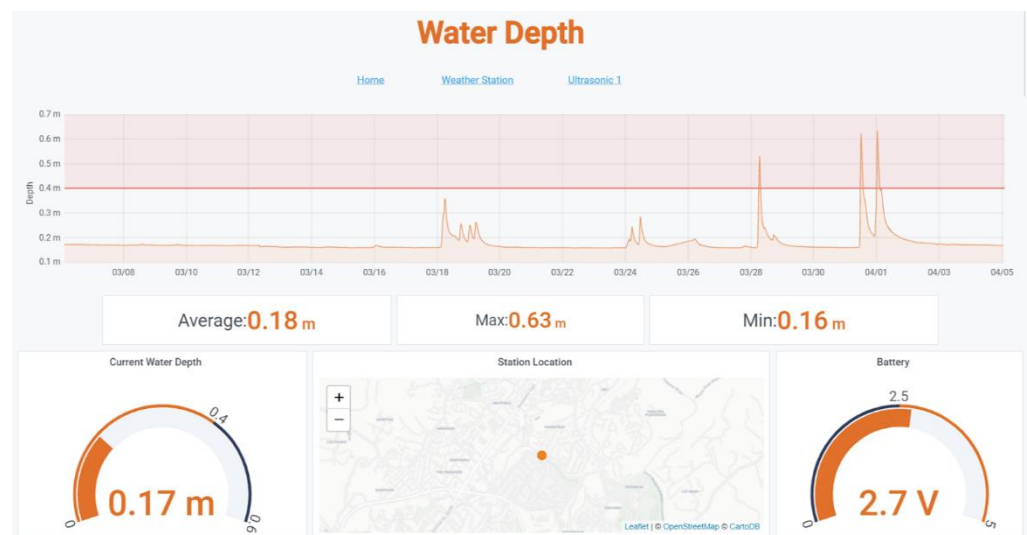 Water Depth
Home Weather Station Ultrasonic 1
0.7 m
0.6 m
0.5 m
0.4 m
0.3 m
0.2 m
0.1 m
Depth
03/08 03/10 03/12 03/14 03/16 03/18 03/20 03/22 03/24 03/26 03/28 03/30 04/01 04/03 04/05
Average:0.18 m Max:0.63 m Min:0.16 m
Current Water Depth
0.4
0.17 m
0
0.6
Station Location
+
−
Leaflet | © OpenStreetMap © CartoDB
Battery
2.5
2.7 V
0
5